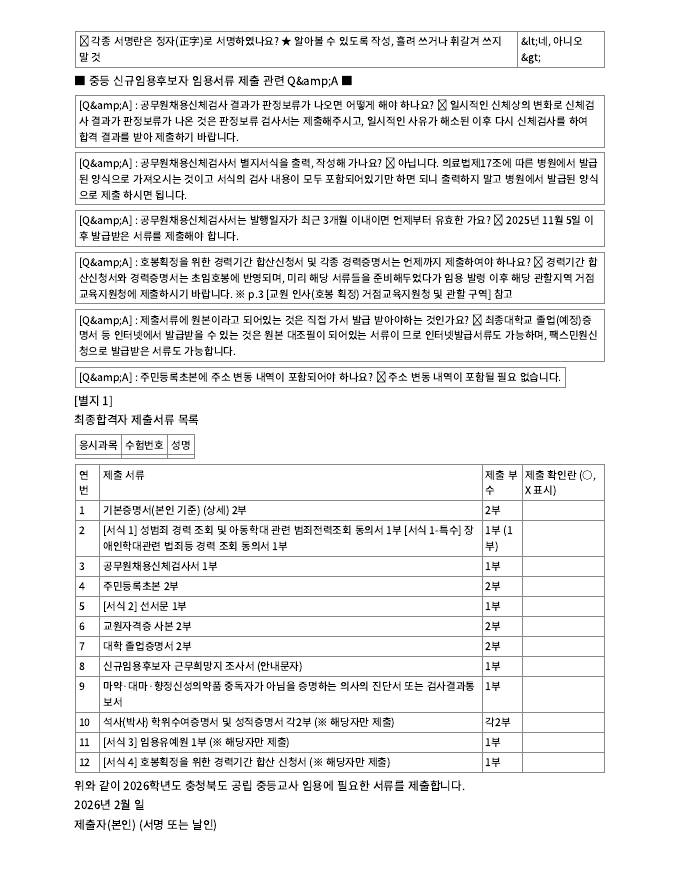 ☒ 각종 서명란은 정자(正字)로 서명하였나요? ★ 알아볼 수 있도록 작성, 흘려 쓰거나 휘갈겨 쓰지
말 것
&lt;네, 아니오
&gt;
■ 중등 신규임용후보자 임용서류 제출 관련 Q&amp;A ■
[Q&amp;A] : 공무원채용신체검사 결과가 판정보류가 나오면 어떻게 해야 하나요? ☒ 일시적인 신체상의 변화로 신체검
사 결과가 판정보류가 나온 것은 판정보류 검사서는 제출해주시고, 일시적인 사유가 해소된 이후 다시 신체검사를 하여
합격 결과를 받아 제출하기 바랍니다.
[Q&amp;A] : 공무원채용신체검사서 별지서식을 출력, 작성해 가나요? ☒ 아닙니다. 의료법제17조에 따른 병원에서 발급
된 양식으로 가져오시는 것이고 서식의 검사 내용이 모두 포함되어있기만 하면 되니 출력하지 말고 병원에서 발급된 양식
으로 제출 하시면 됩니다.
[Q&amp;A] : 공무원채용신체검사서는 발행일자가 최근 3개월 이내이면 언제부터 유효한 가요? ☒ 2025년 11월 5일 이
후 발급받은 서류를 제출해야 합니다.
[Q&amp;A] : 호봉획정을 위한 경력기간 합산신청서 및 각종 경력증명서는 언제까지 제출하여야 하나요? ☒ 경력기간 합
산신청서와 경력증명서는 초임호봉에 반영되며, 미리 해당 서류들을 준비해두었다가 임용 발령 이후 해당 관할지역 거점
교육지원청에 제출하시기 바랍니다. ※ p.3 [교원 인사(호봉 획정) 거점교육지원청 및 관할 구역] 참고
[Q&amp;A] : 제출서류에 원본이라고 되어있는 것은 직접 가서 발급 받아야하는 것인가요? ☒ 최종대학교 졸업(예정)증
명서 등 인터넷에서 발급받을 수 있는 것은 원본 대조필이 되어있는 서류이 므로 인터넷발급서류도 가능하며, 팩스민원신
청으로 발급받은 서류도 가능합니다.
[Q&amp;A] : 주민등록초본에 주소 변동 내역이 포함되어야 하나요? ☒ 주소 변동 내역이 포함될 필요 없습니다.
[별지 1]
최종합격자 제출서류 목록
응시과목 수험번호 성명
연
번
제출 서류
제출 부
수
제출 확인란 (○,
X 표시)
1 기본증명서(본인 기준) (상세) 2부 2부
2 [서식 1] 성범죄 경력 조회 및 아동학대 관련 범죄전력조회 동의서 1부 [서식 1-특수] 장
애인학대관련 범죄등 경력 조회 동의서 1부
1부 (1
부)
3 공무원채용신체검사서 1부 1부
4 주민등록초본 2부 2부
5 [서식 2] 선서문 1부 1부
6 교원자격증 사본 2부 2부
7 대학 졸업증명서 2부 2부
8 신규임용후보자 근무희망지 조사서 (안내문자) 1부
9 마약·대마·향정신성의약품 중독자가 아님을 증명하는 의사의 진단서 또는 검사결과통
보서
1부
10 석사(박사) 학위수여증명서 및 성적증명서 각2부 (※ 해당자만 제출) 각2부
11 [서식 3] 임용유예원 1부 (※ 해당자만 제출) 1부
12 [서식 4] 호봉획정을 위한 경력기간 합산 신청서 (※ 해당자만 제출) 1부
위와 같이 2026학년도 충청북도 공립 중등교사 임용에 필요한 서류를 제출합니다.
2026년 2월 일
제출자(본인) (서명 또는 날인)